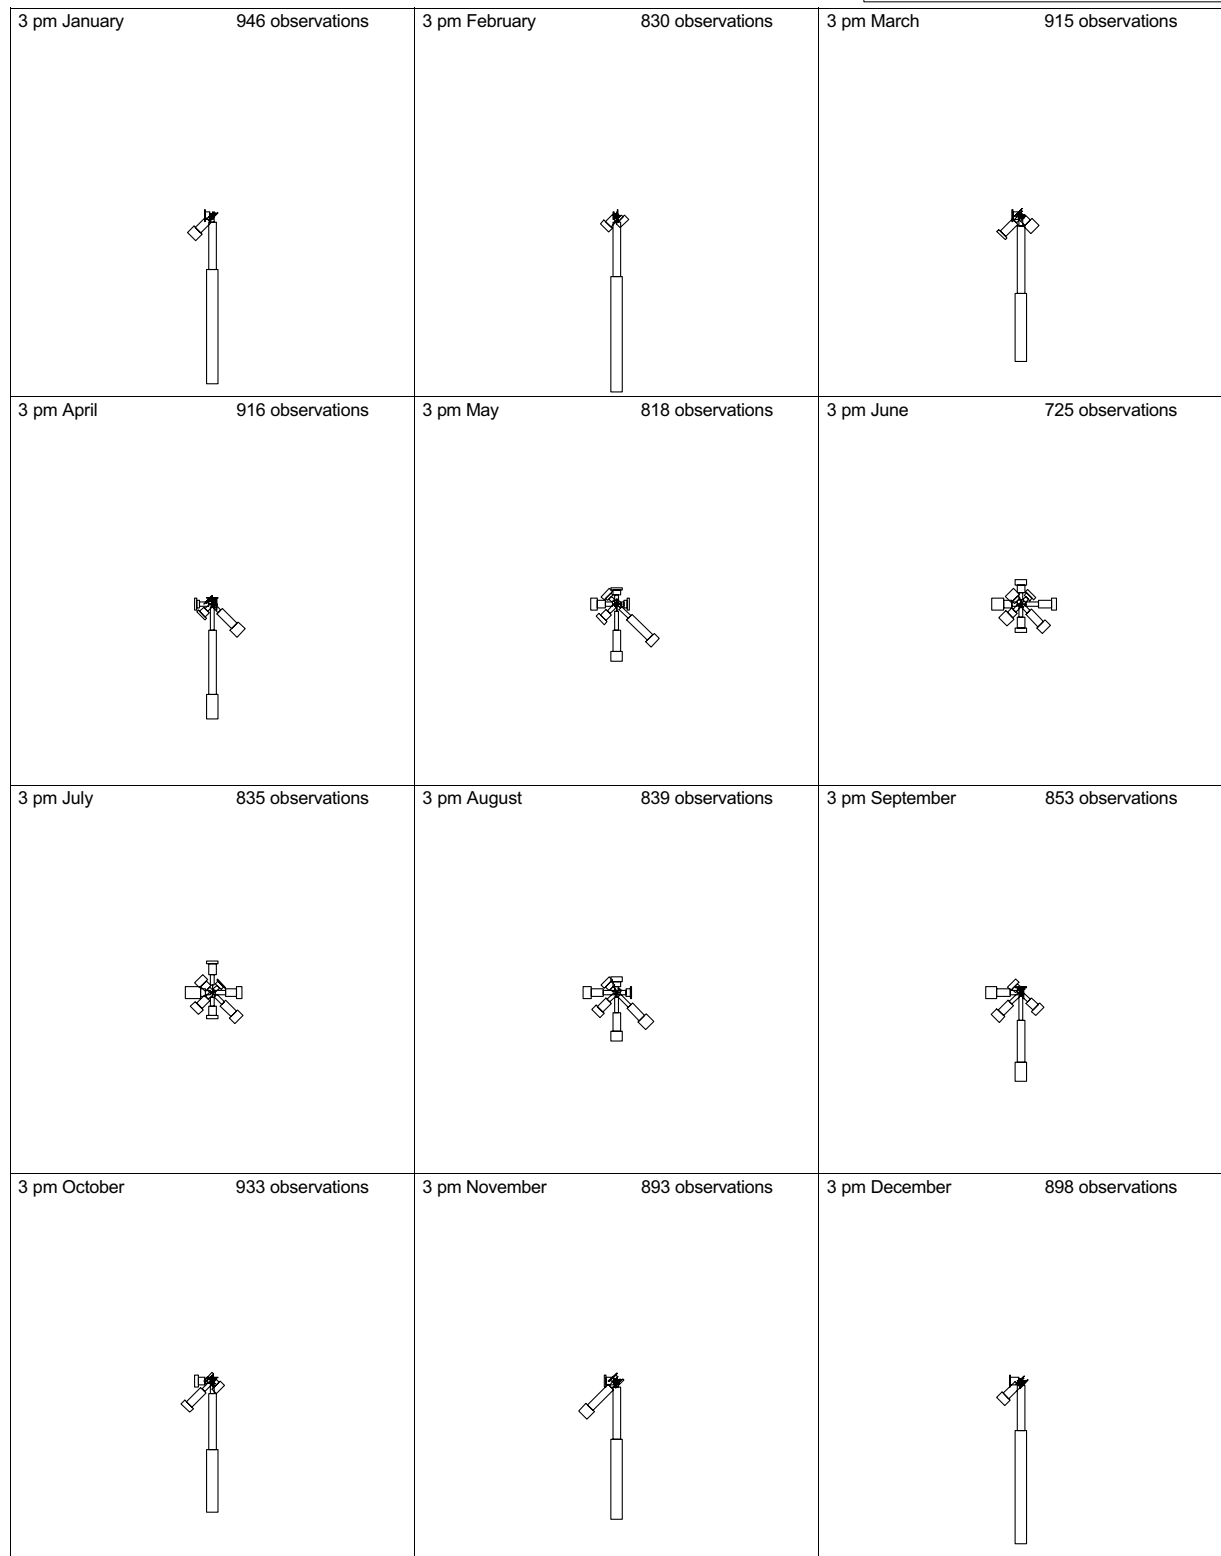 3 pm January 946 observations
3 pm February 830 observations
3 pm March 915 observations
3 pm April 916 observations
3 pm May 818 observations
3 pm June 725 observations
3 pm July 835 observations
3 pm August 839 observations
3 pm September 853 observations
3 pm October 933 observations
3 pm November 893 observations
3 pm December 898 observations